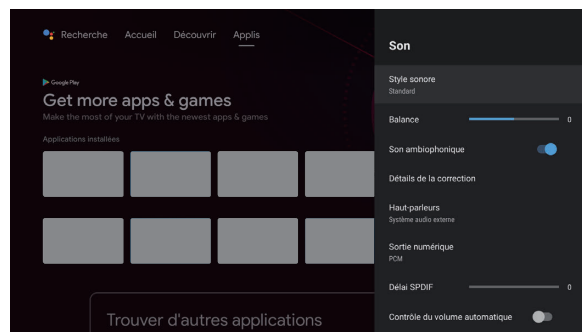 Recherche Accueil Découvrir Applis
Google Play
Get more apps & games
Make the most of your TV with the newest apps & games
Applications installées
Trouver d'autres applications
Son
Style sonore
Standard
Balance 0
Son ambiophonique
Détails de la correction
Haut-parleurs
Système audio externe
Sortie numérique
PCM
Délai SPDIF 0
Contrôle du volume automatique